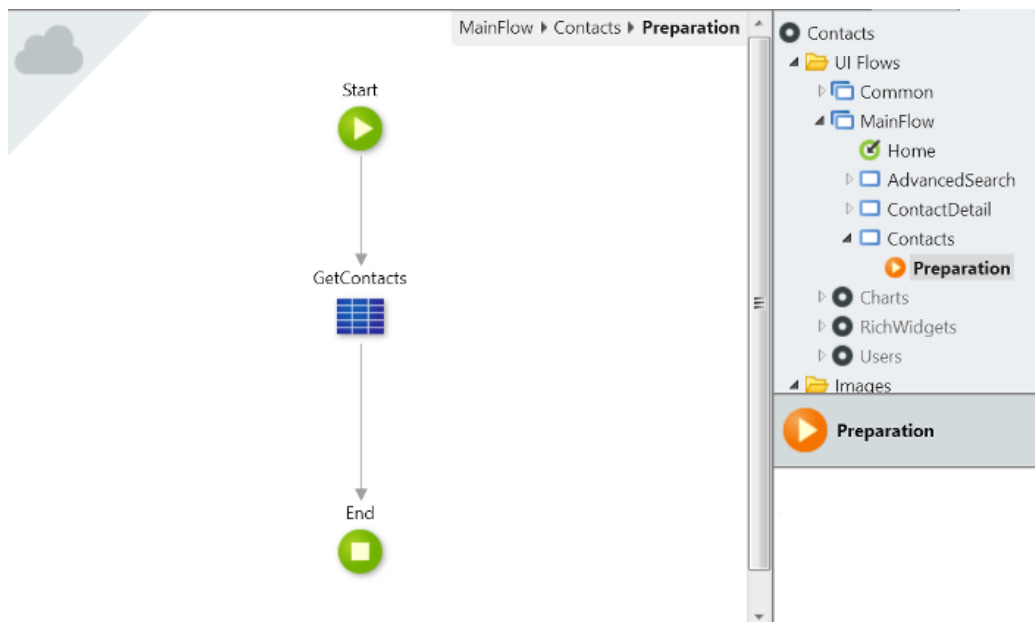 MainFlow Contacts Preparation
Start
GetContacts
End
Contacts
UI Flows
Common
MainFlow
Home
AdvancedSearch
ContactDetail
Contacts
Preparation
Charts
RichWidgets
Users
Images
Preparation